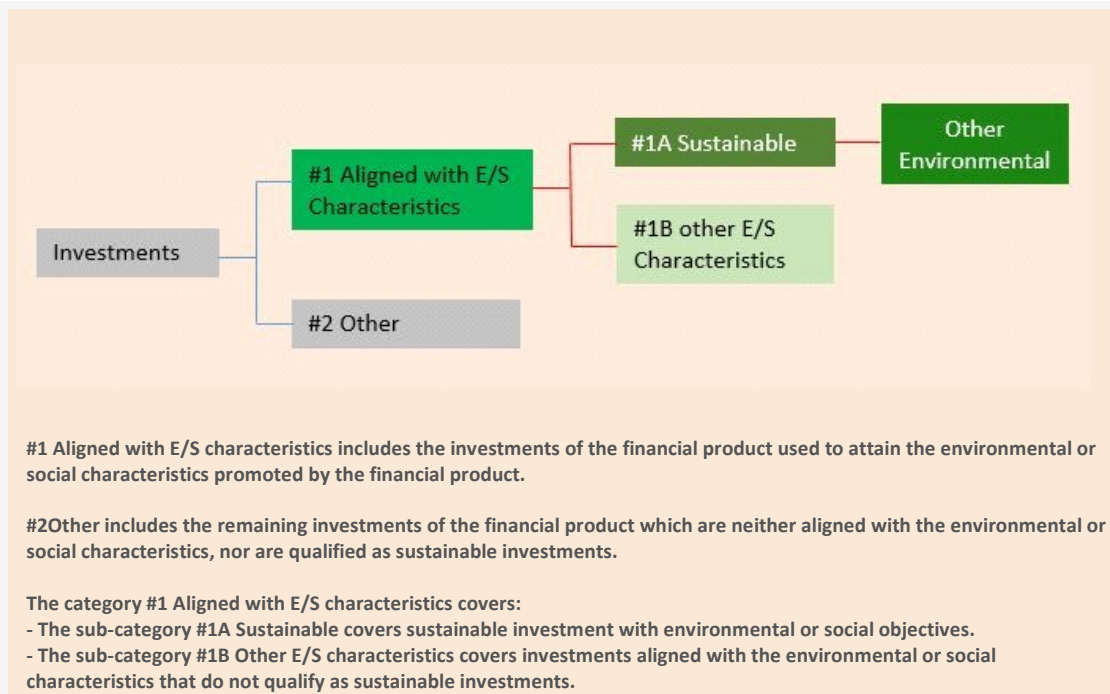 Other
Environmental
#1A Sustainable
#1 Aligned with E/S
Characteristics
#1B other E/S
Characteristics
Investments
#2 Other
#1 Aligned with E/S characteristics includes the investments of the financial product used to attain the environmental or
social characteristics promoted by the financial product.
#2Other includes the remaining investments of the financial product which are neither aligned with the environmental or
social characteristics, nor are qualified as sustainable investments.
The category #1 Aligned with E/S characteristics covers:
- The sub-category #1A Sustainable covers sustainable investment with environmental or social objectives.
- The sub-category #1B Other E/S characteristics covers investments aligned with the environmental or social
characteristics that do not qualify as sustainable investments.